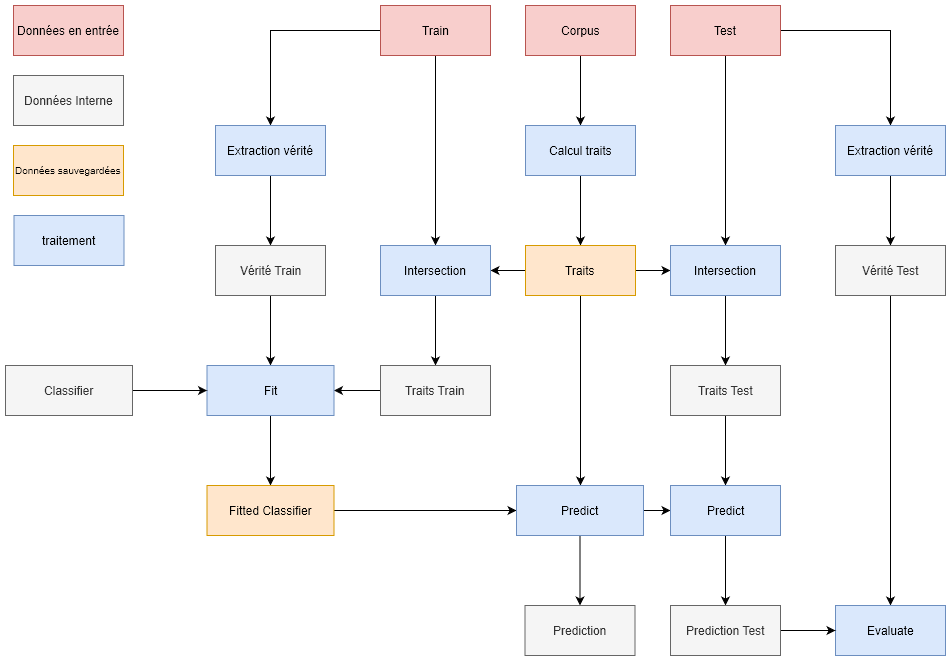 Données en entrée
Train
Corpus
Test
Données Interne
Extraction vérité
Calcul traits
Extraction vérité
Données sauvegardées
traitement
Vérité Train
Intersection
Traits
Intersection
Vérité Test
Classifier
Fit
Traits Train
Traits Test
Fitted Classifier
Predict
Predict
Prediction
Prediction Test
Evaluate